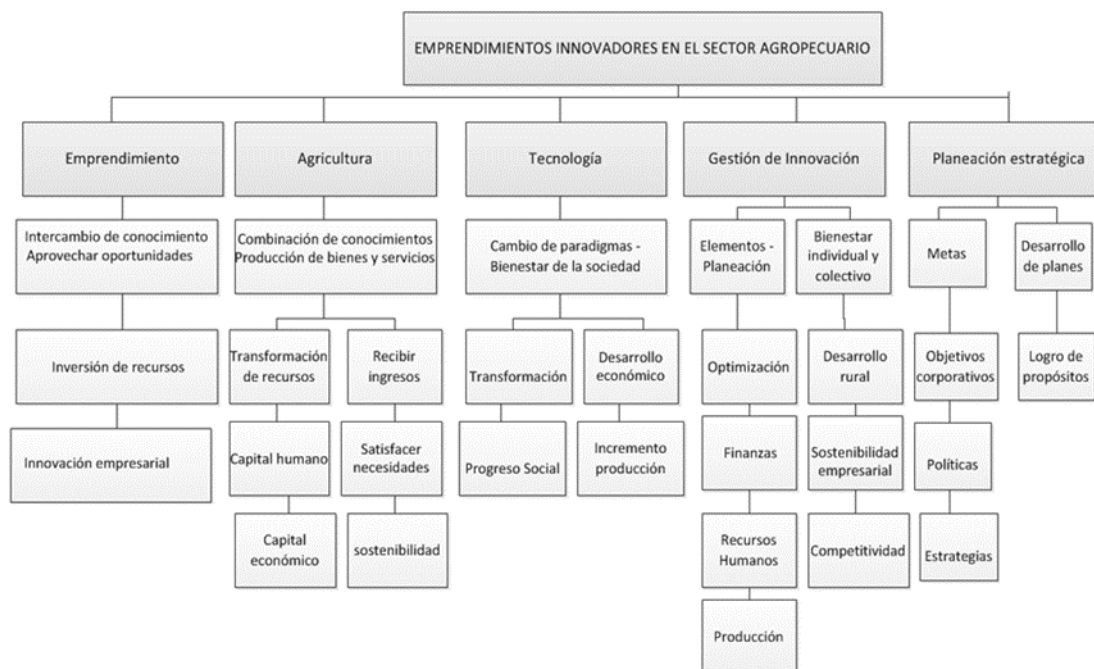 EMPRENDIMIENTOS INNOVADORES EN EL SECTOR AGROPECUARIO
Emprendimiento
Agricultura
Tecnología
Gestión de Innovación
Planeación estratégica
Intercambio de conocimiento
Aprovechar oportunidades
Combinación de conocimientos
Producción de bienes y servicios
Cambio de paradigmas -
Bienestar de la sociedad
Elementos -
Planeación
Bienestar
individual y
colectivo
Metas
Desarrollo
de planes
Inversión de recursos
Transformación
de recursos
Recibir
ingresos
Transformación
Desarrollo
económico
Optimización
Desarrollo
rural
Objetivos
corporativos
Logro de
propósitos
Innovación empresarial
Capital humano
Satisfacer
necesidades
Progreso Social
Incremento
producción
Finanzas
Sostenibilidad
empresarial
Políticas
Capital
económico
sostenibilidad
Recursos
Humanos
Competitividad
Estrategias
Producción